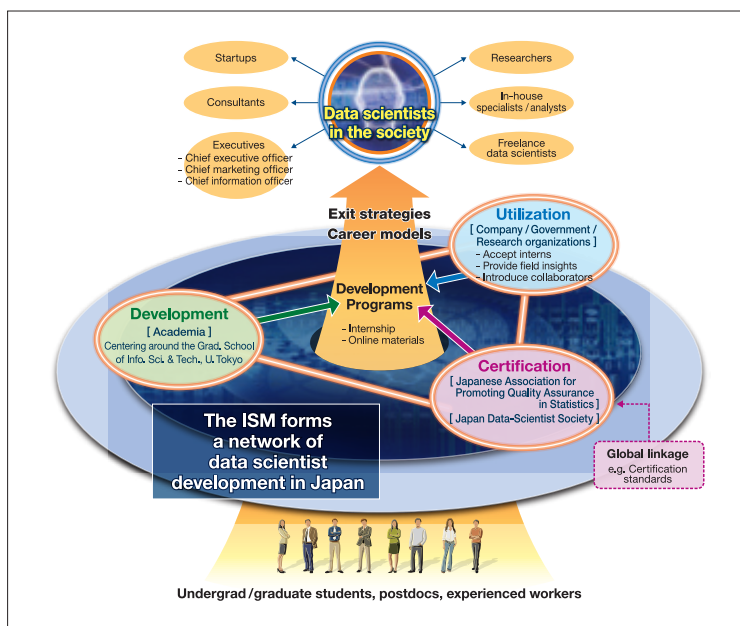 Startups
Researchers
Consultants
In-house
specialists/analysts
Data scientists
in the society
Executives
– Chief executive officer
– Chief marketing officer
– Chief information officer
Freelance
data scientists
Exit strategies
Career models
Utilization
[ Company / Government /
Research organizations ]
– Accept interns
– Provide field insights
– Introduce collaborators
Development
Programs
– Internship
– Online materials
Development
[ Academia ]
Centering around the Grad. School
of Info. Sci. & Tech., U. Tokyo
Certification
[ Japanese Association for
Promoting Quality Assurance
in Statistics ]
[ Japan Data-Scientist Society ]
The ISM forms
a network of
data scientist
development in Japan
Global linkage
e.g. Certification
standards
Undergrad/graduate students, postdocs, experienced workers